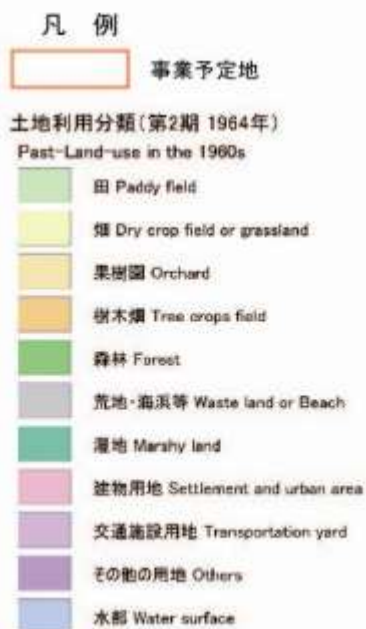 凡 例
事業予定地
土地利用分類(第2期 1964年)
Past-Land-use in the 1960s
田 Paddy field
畑 Dry crop field or grassland
果樹園 Orchard
樹木畑 Tree crops field
森林 Forest
荒地・海浜等 Waste land or Beach
湿地 Marshy land
建物用地 Settlement and urban area
交通施設用地 Transportation yard
その他の用地 Others
水部 Water surface